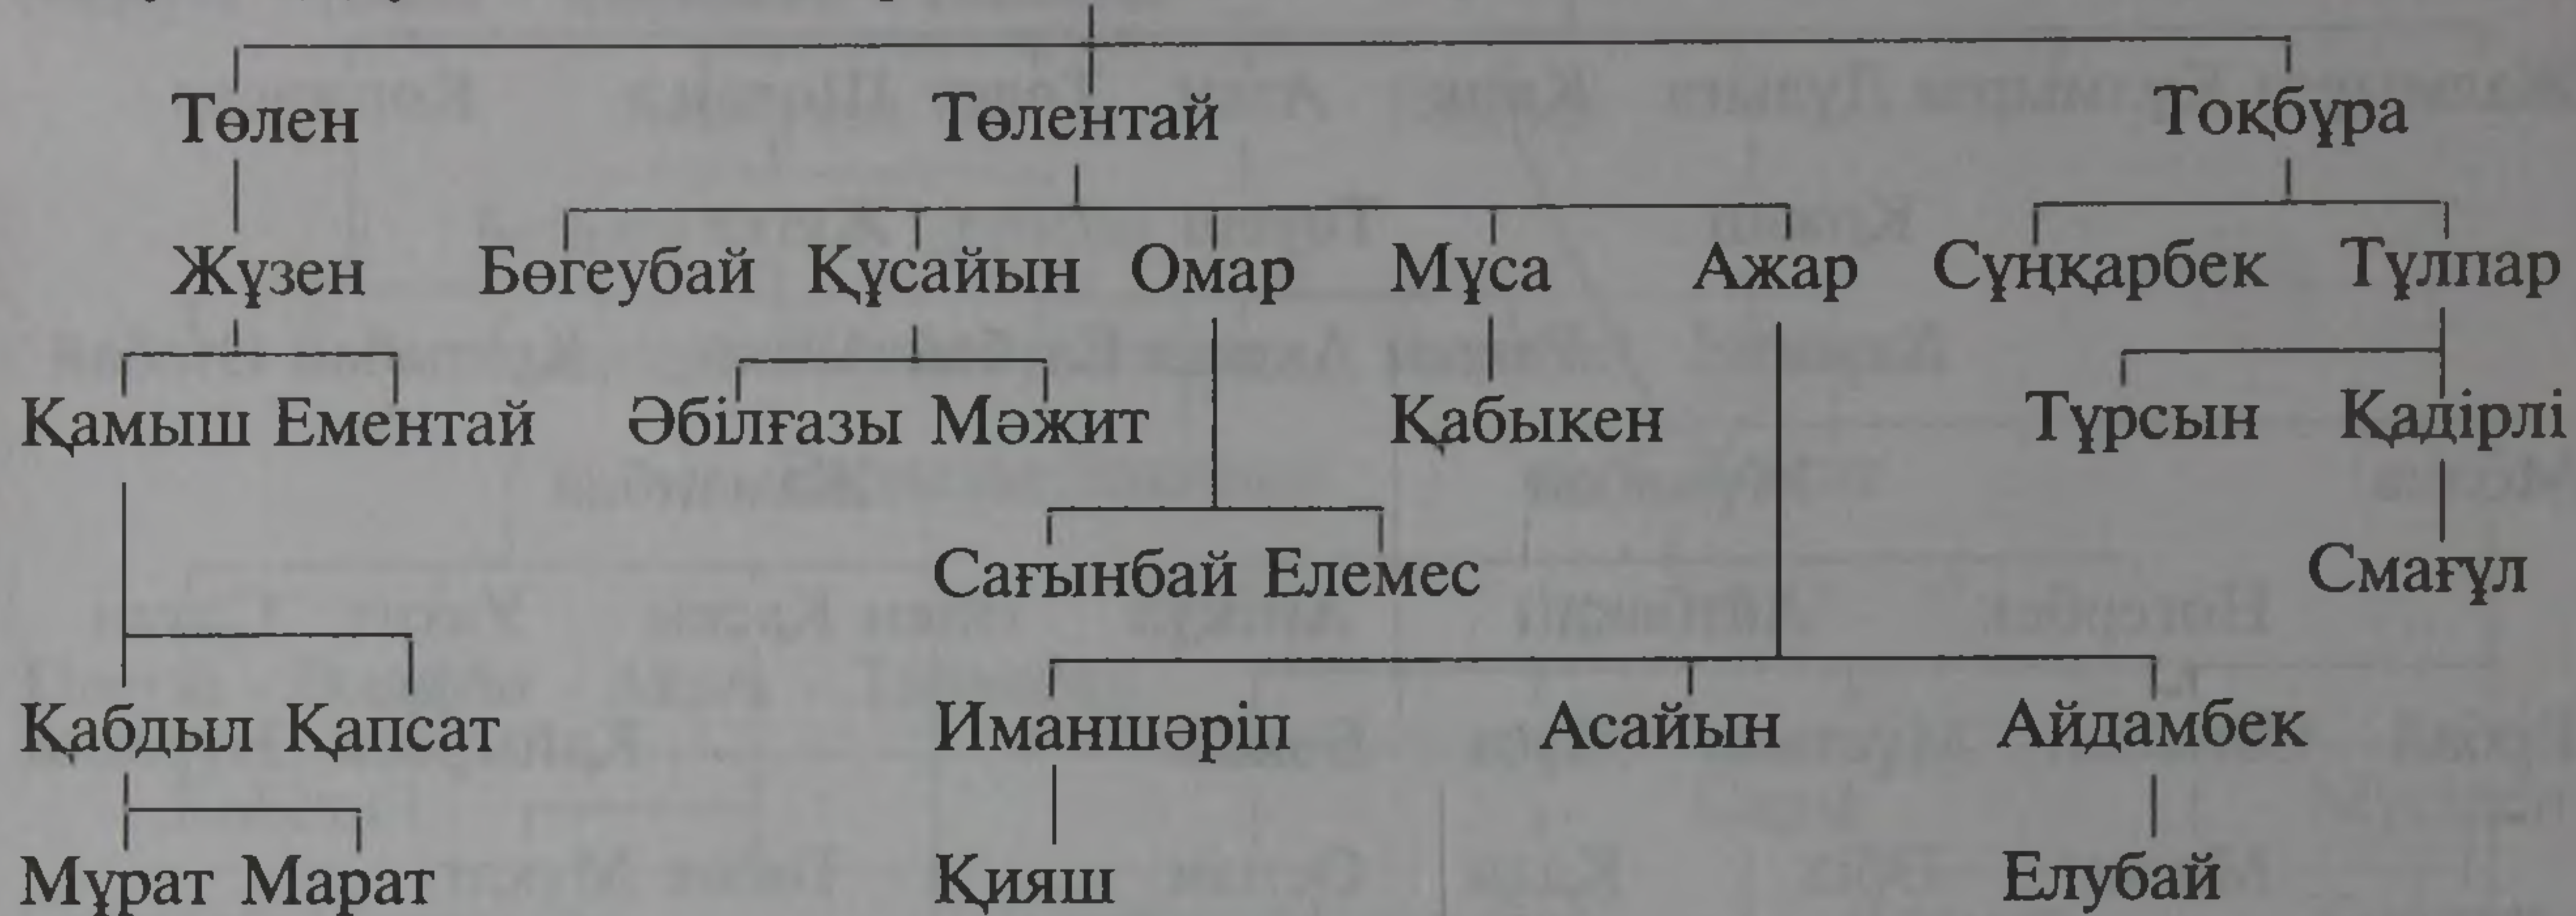 Төлен Төлентай Тоқбұра
Жүзен Бөгеубай Құсайын Омар Мұса Ажар Сұңқарбек Тұлпар
Қамыш Ементай Әбілғазы Мәжит Қабыкен Тұрсын Қадірлі
Сағынбай Елемес Смағұл
Қабдыл Қапсат Иманшәріп Асайын Айдамбек
Мұрат Марат Қияш Елубай